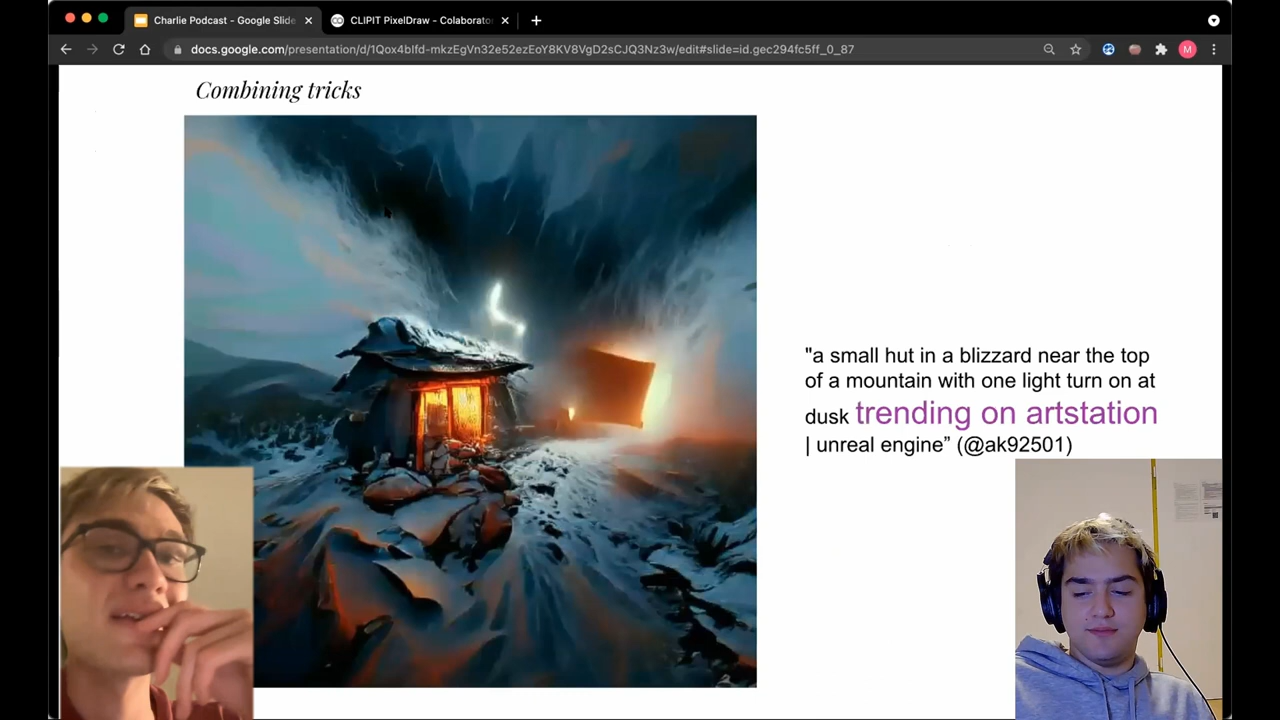 Charlie Podcast - Google Slide
CLIPIT PixelDraw - Colaborato
docs.google.com/presentation/d/1Qox4blfd-mkzEgVn32e52ezEoY8KV8VgD2sCJQ3Nz3w/edit#slide=id.gec294fc5ff_0_87
M
Combining tricks
"a small hut in a blizzard near the top
of a mountain with one light turn on at
dusk trending on artstation
| unreal engine” (@ak92501)